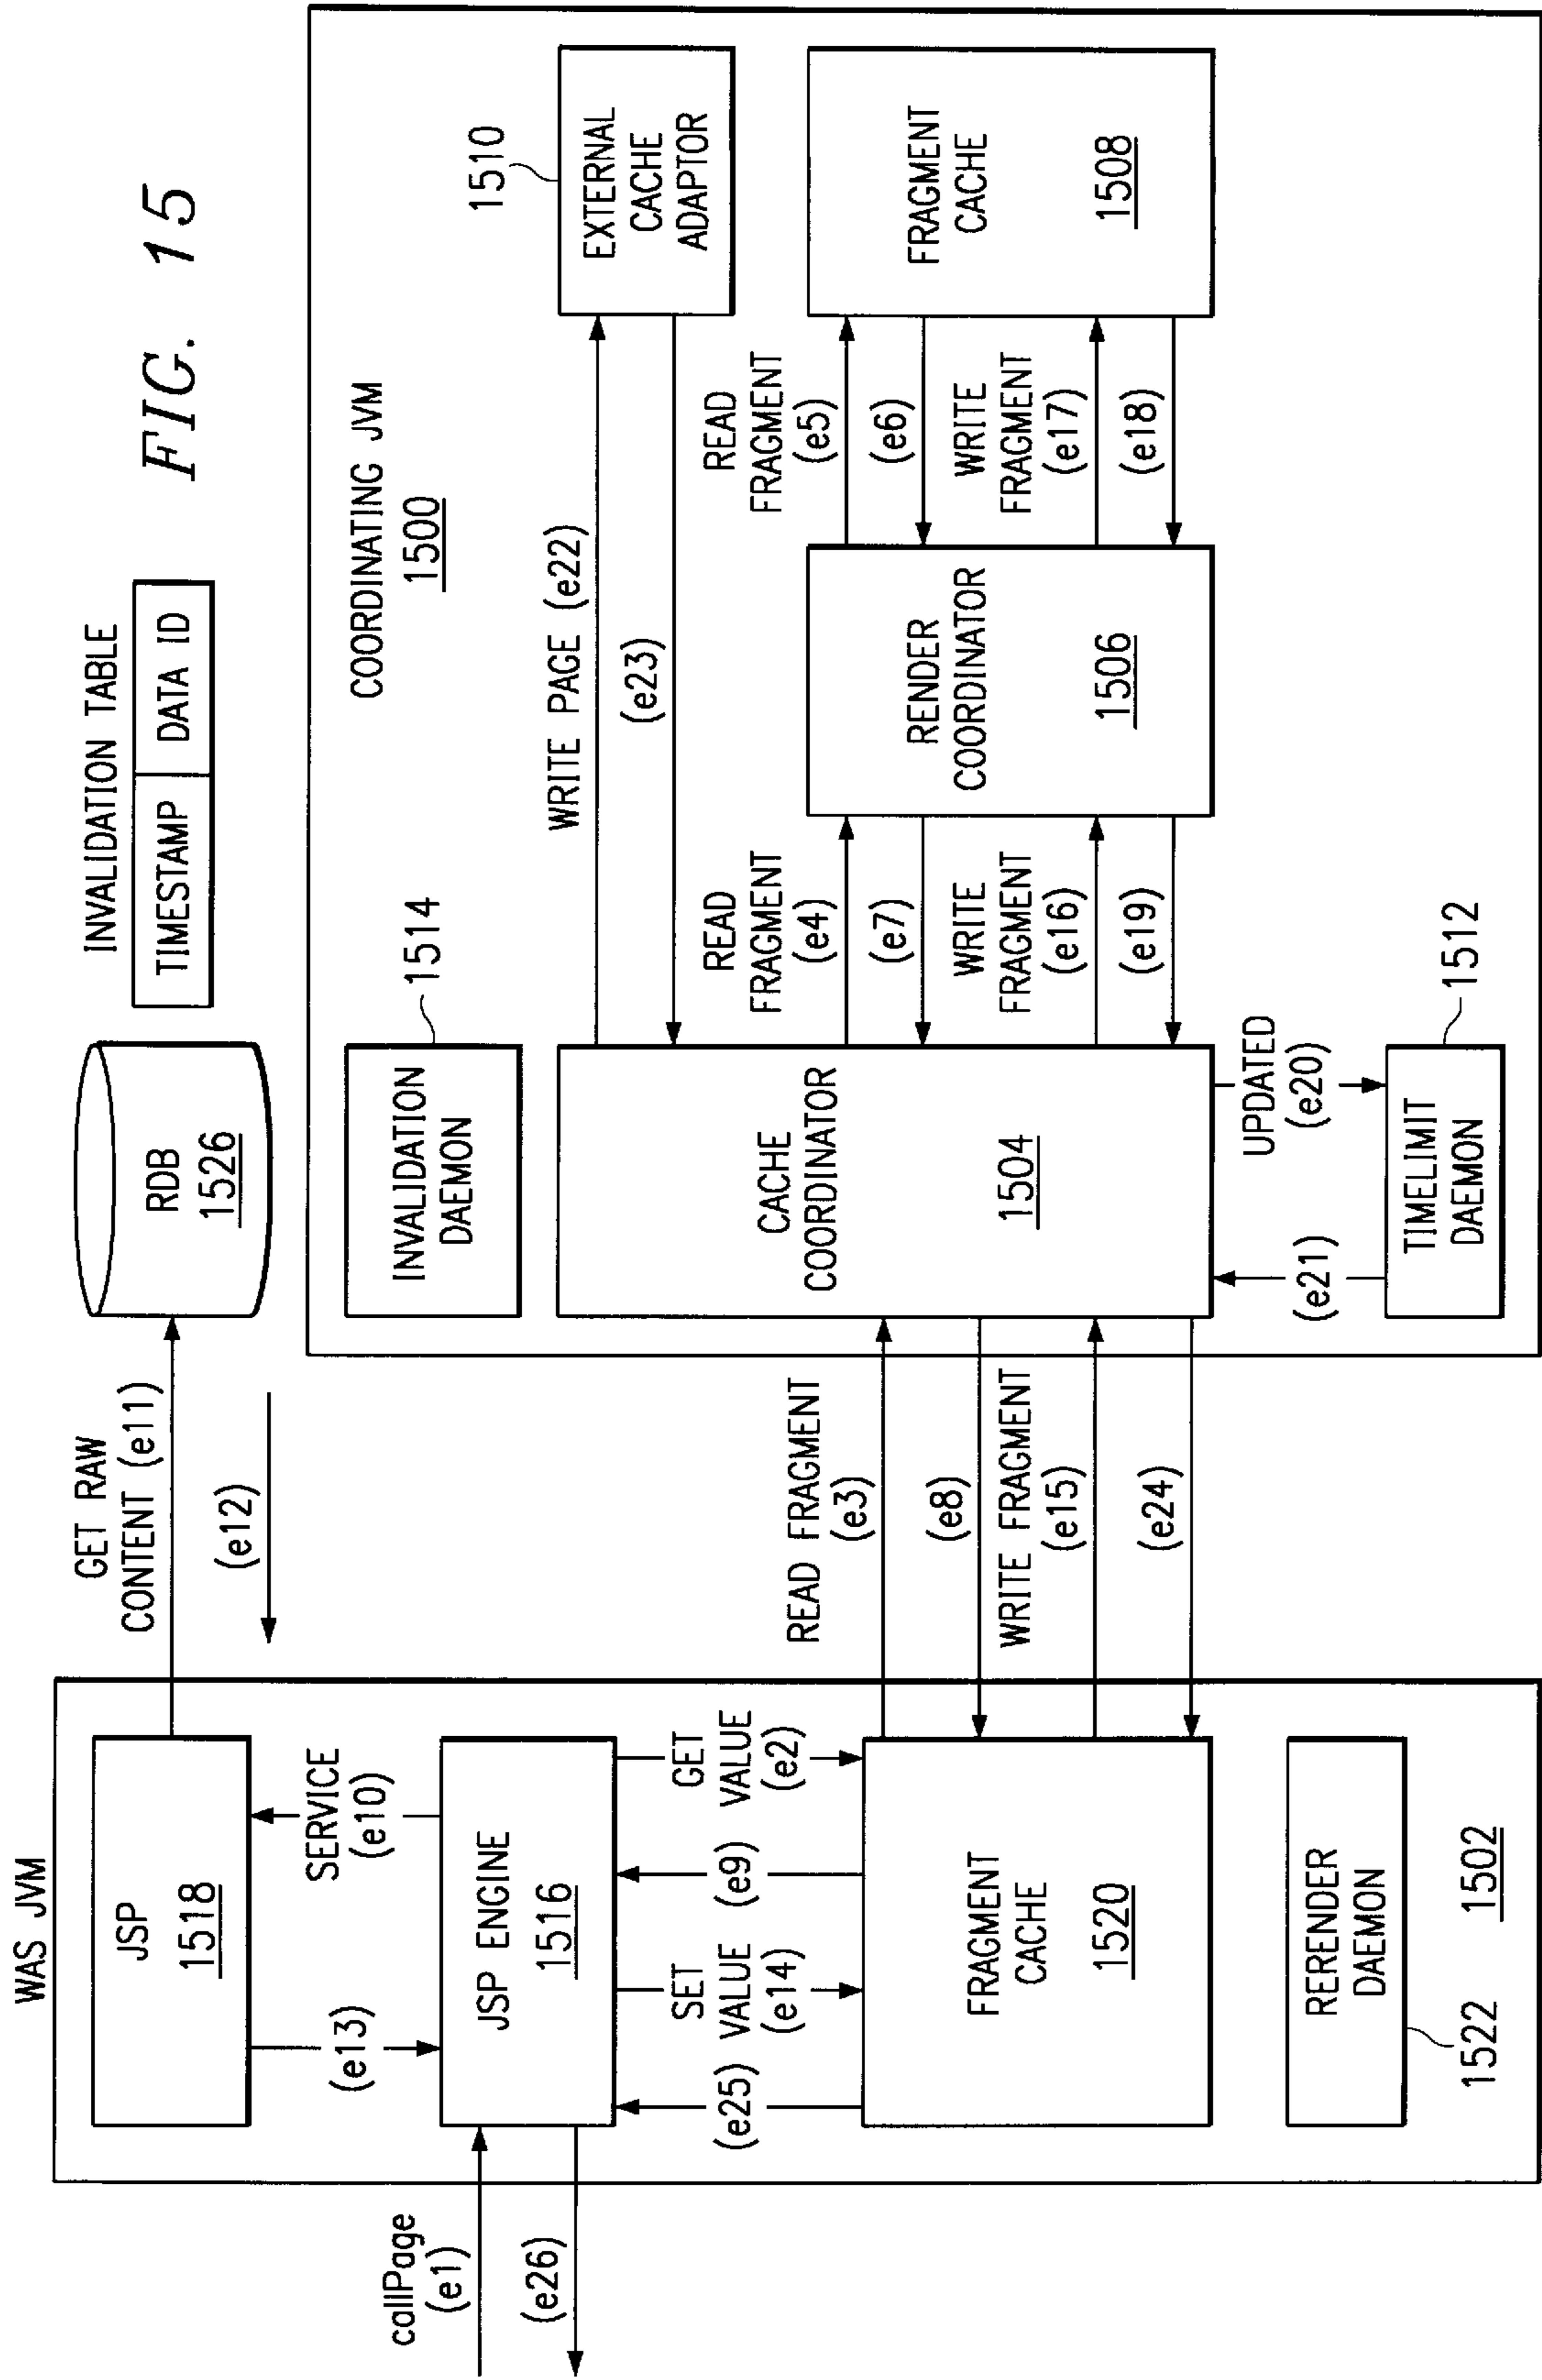 FIG. 15
INVALIDATION TABLE
TIMESTAMP
DATA ID
RDB
1526
GET RAW
CONTENT (e11)
(e12)
WAS JVM
JSP
1518
SERVICE
(e10)
(e13)
JSP ENGINE
1516
callPage
(e1)
(e26)
GET
VALUE
(e2)
(e9)
SET
VALUE
(e14)
(e25)
FRAGMENT
CACHE
1520
RERENDER
DAEMON
1522
1502
READ FRAGMENT
(e3)
(e8)
WRITE FRAGMENT
(e15)
(e24)
COORDINATING JVM
1500
INVALIDATION
DAEMON
1514
CACHE
COORDINATOR
1504
UPDATED
(e20)
(e21)
TIMELIMIT
DAEMON
1512
WRITE PAGE (e22)
(e23)
EXTERNAL
CACHE
ADAPTOR
1510
READ
FRAGMENT
(e4)
(e7)
WRITE
FRAGMENT
(e16)
(e19)
RENDER
COORDINATOR
1506
READ
FRAGMENT
(e5)
(e6)
WRITE
FRAGMENT
(e17)
(e18)
FRAGMENT
CACHE
1508